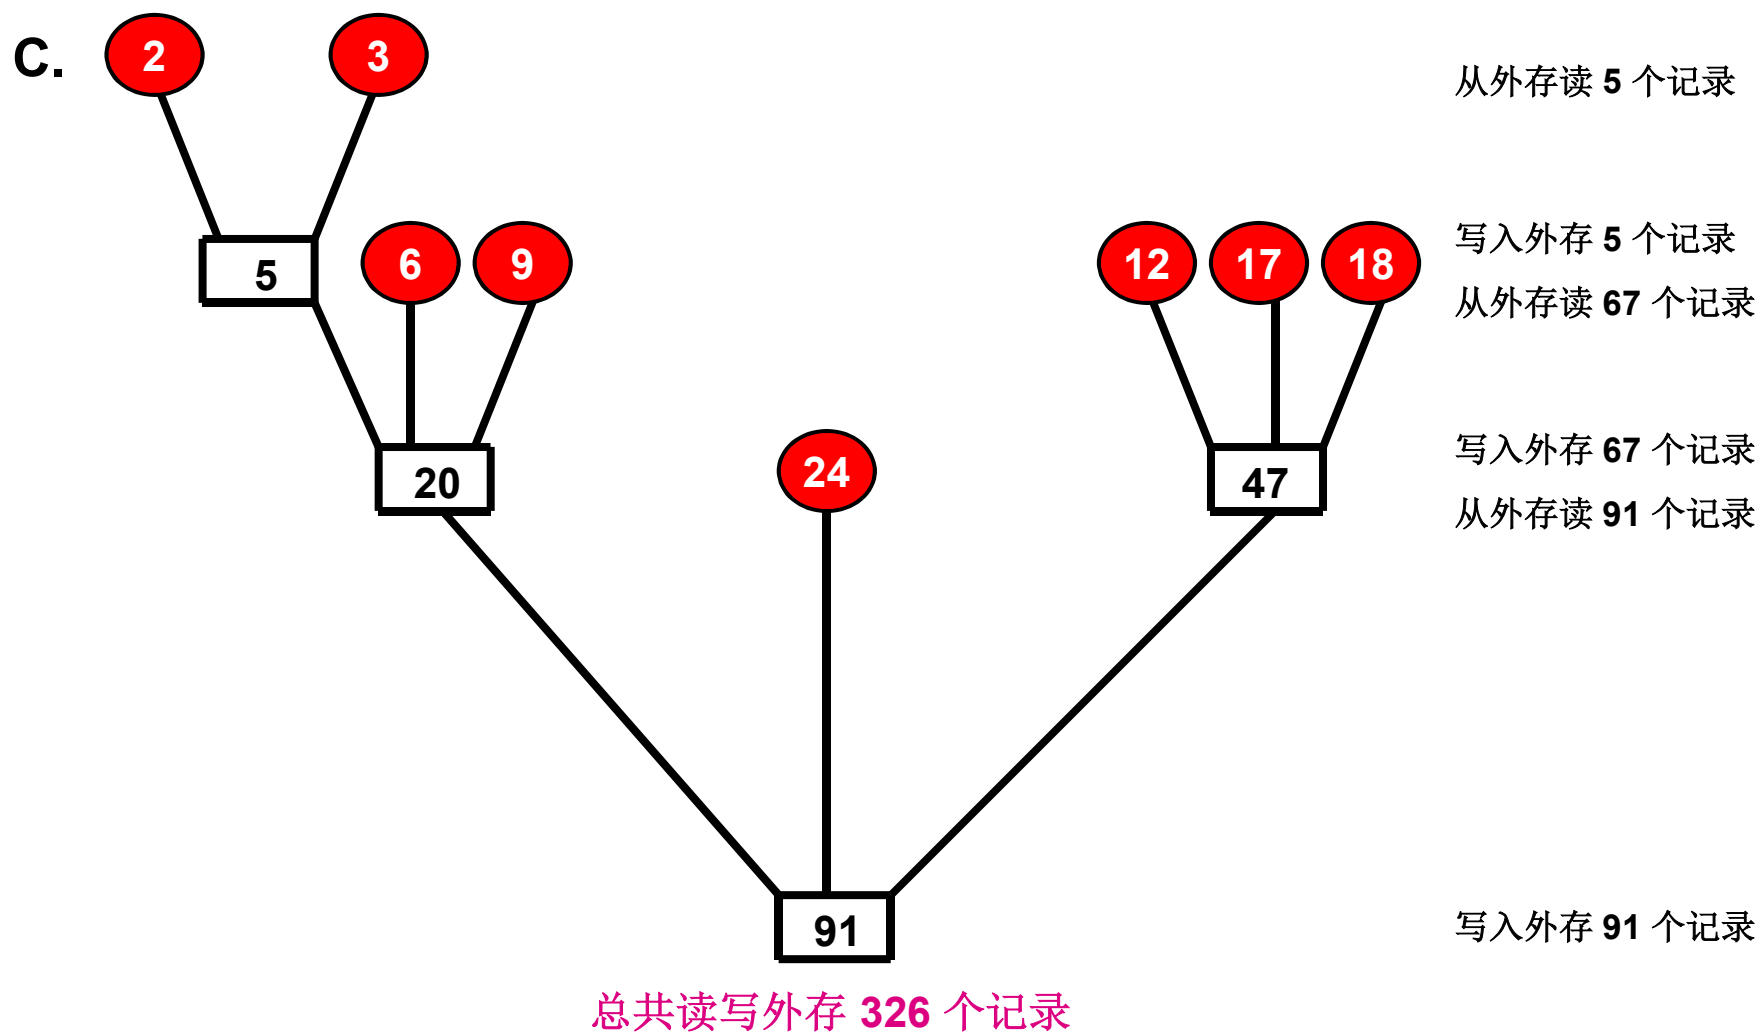 C.
2
3
从外存读 5 个记录
5
6
9
12
17
18
写入外存 5 个记录
从外存读 67 个记录
20
24
47
写入外存 67 个记录
从外存读 91 个记录
91
写入外存 91 个记录
总共读写外存 326 个记录